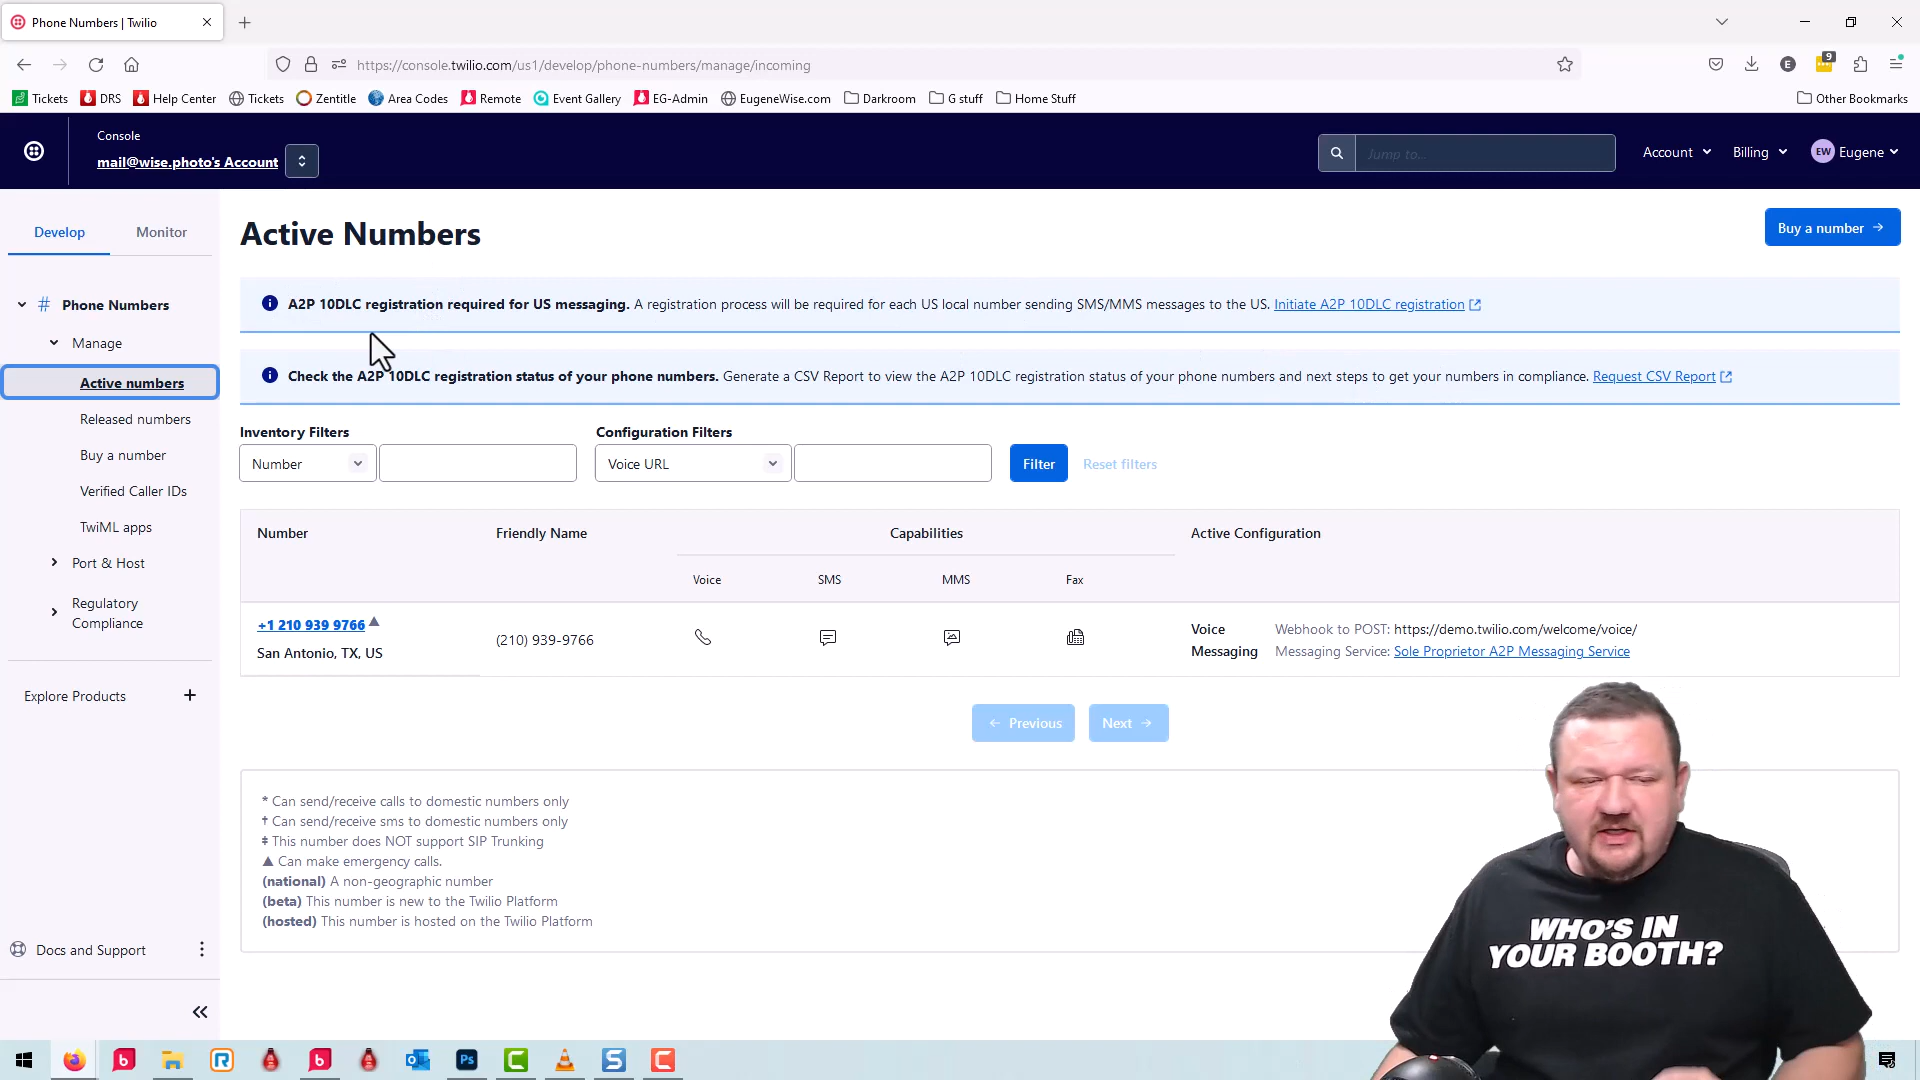 Phone Numbers | Twilio
https://console.twilio.com/us1/develop/phone-numbers/manage/incoming
E
9
Tickets DRS Help Center Tickets Zentitle Area Codes Remote Event Gallery EG-Admin EugeneWise.com Darkroom G stuff Home Stuff Other Bookmarks
Console
mail@wise.photo's Account
Jump to...
Account
Billing
EW Eugene
Develop
Monitor
# Phone Numbers
Manage
Active numbers
Released numbers
Buy a number
Verified Caller IDs
TwiML apps
Port & Host
Regulatory
Compliance
Explore Products +
Docs and Support
Active Numbers
Buy a number →
A2P 10DLC registration required for US messaging. A registration process will be required for each US local number sending SMS/MMS messages to the US. Initiate A2P 10DLC registration
Check the A2P 10DLC registration status of your phone numbers. Generate a CSV Report to view the A2P 10DLC registration status of your phone numbers and next steps to get your numbers in compliance. Request CSV Report
Inventory Filters
Configuration Filters
Number
Voice URL
Filter
Reset filters
Number
Friendly Name
Capabilities
Active Configuration
Voice
SMS
MMS
Fax
+1 210 939 9766 ▲
San Antonio, TX, US
(210) 939-9766
Voice Webhook to POST: https://demo.twilio.com/welcome/voice/
Messaging Messaging Service: Sole Proprietor A2P Messaging Service
← Previous
Next →
* Can send/receive calls to domestic numbers only
† Can send/receive sms to domestic numbers only
‡ This number does NOT support SIP Trunking
▲ Can make emergency calls.
(national) A non-geographic number
(beta) This number is new to the Twilio Platform
(hosted) This number is hosted on the Twilio Platform
WHO'S IN
YOUR BOOTH?
b
R
b
Ps
C
S
C